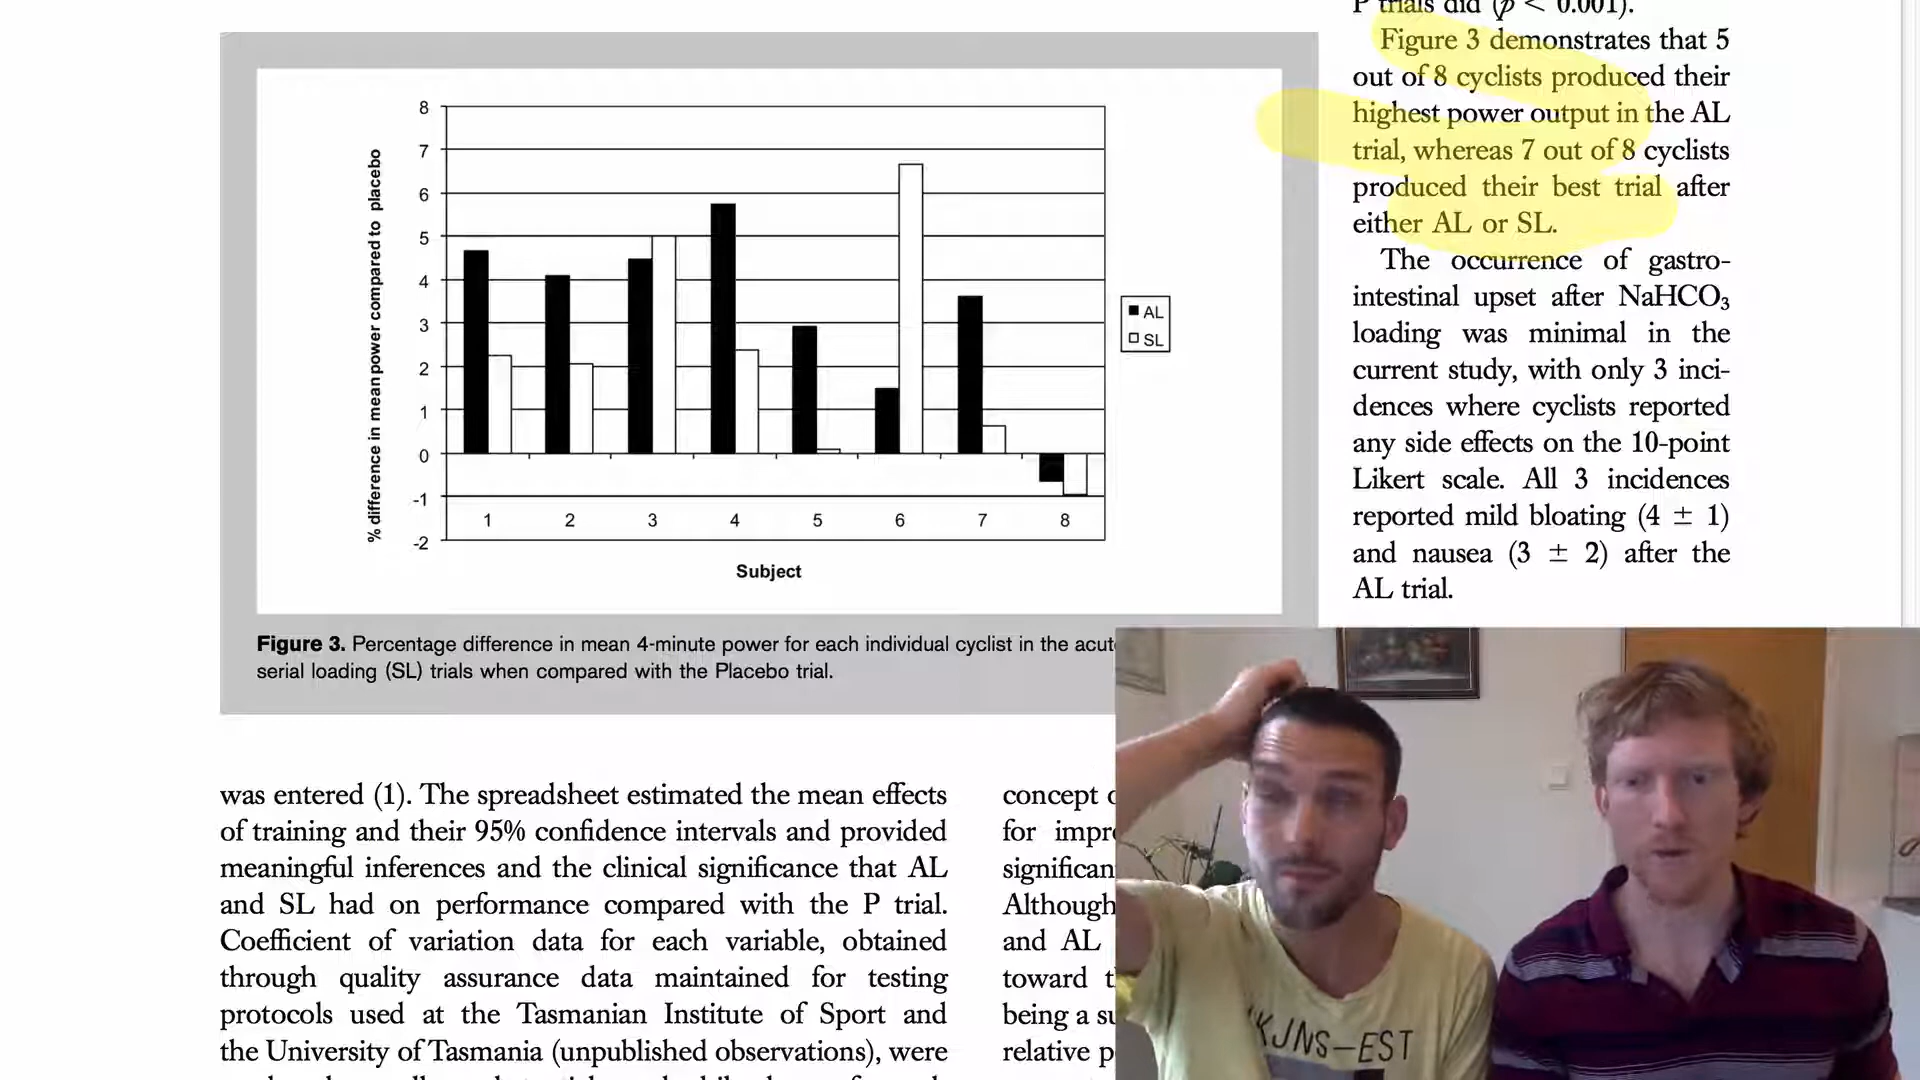 P trials did (p < 0.001).
Figure 3 demonstrates that 5
out of 8 cyclists produced their
highest power output in the AL
trial, whereas 7 out of 8 cyclists
produced their best trial after
either AL or SL.
The occurrence of gastro-
intestinal upset after NaHCO₃
loading was minimal in the
current study, with only 3 inci-
dences where cyclists reported
any side effects on the 10-point
Likert scale. All 3 incidences
reported mild bloating (4 ± 1)
and nausea (3 ± 2) after the
AL trial.
% difference in mean power compared to placebo
8
7
6
5
4
3
2
1
0
-1
-2
1 2 3 4 5 6 7 8
Subject
AL
SL
Figure 3. Percentage difference in mean 4-minute power for each individual cyclist in the
serial loading (SL) trials when compared with the Placebo trial.
was entered (1). The spreadsheet estimated the mean effects
of training and their 95% confidence intervals and provided
meaningful inferences and the clinical significance that AL
and SL had on performance compared with the P trial.
Coefficient of variation data for each variable, obtained
through quality assurance data maintained for testing
protocols used at the Tasmanian Institute of Sport and
the University of Tasmania (unpublished observations), were
concept
for
Although
and AL
toward
being a
relative
KJNS-EST